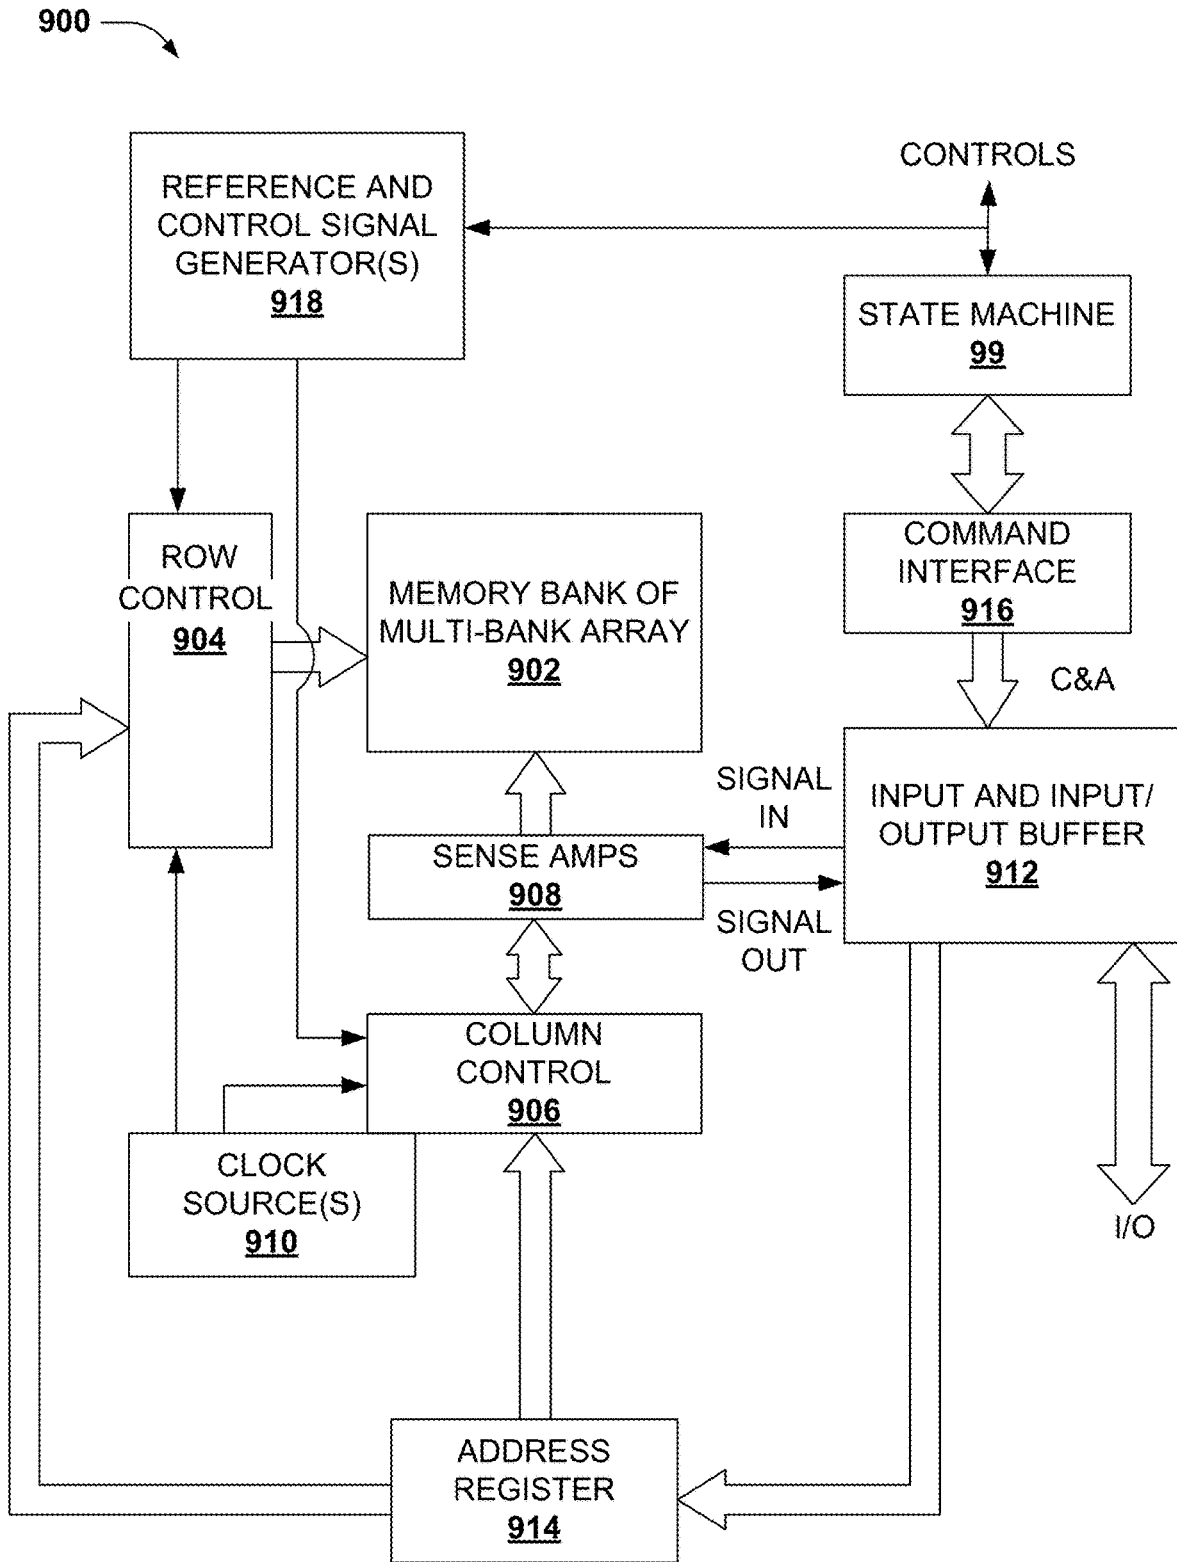 900
REFERENCE AND
CONTROL SIGNAL
GENERATOR(S)
918
CONTROLS
STATE MACHINE
99
ROW
CONTROL
904
MEMORY BANK OF
MULTI-BANK ARRAY
902
COMMAND
INTERFACE
916
C&A
SIGNAL
IN
INPUT AND INPUT/
OUTPUT BUFFER
912
SENSE AMPS
908
SIGNAL
OUT
COLUMN
CONTROL
906
CLOCK
SOURCE(S)
910
I/O
ADDRESS
REGISTER
914